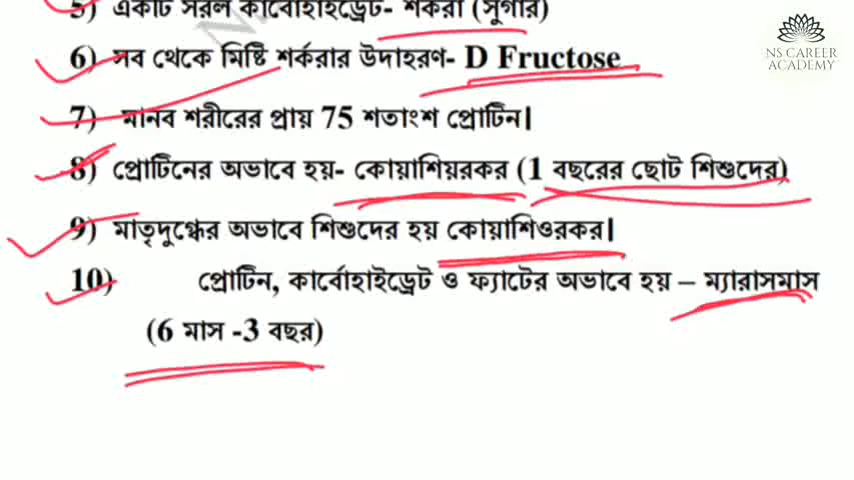 5) একটি সরল কার্বোহাইড্রেট- শর্করা (সুগার)
6) সব থেকে মিষ্টি শর্করার উদাহরণ- D Fructose
7) মানব শরীরের প্রায় 75 শতাংশ প্রোটিন।
8) প্রোটিনের অভাবে হয়- কোয়াশিয়রকর (1 বছরের ছোট শিশুদের)
9) মাতৃদুগ্ধের অভাবে শিশুদের হয় কোয়াশিওরকর।
10) প্রোটিন, কার্বোহাইড্রেট ও ফ্যাটের অভাবে হয় – ম্যারাসমাস
(6 মাস -3 বছর)
NS CAREER
ACADEMY